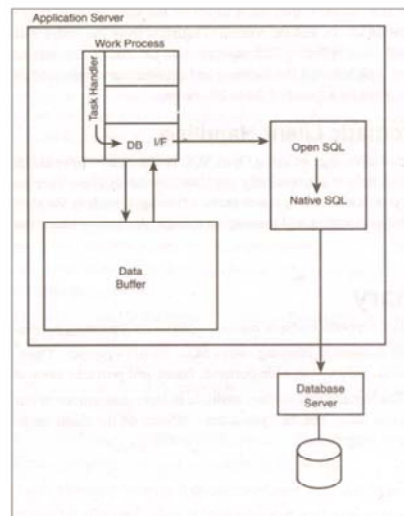 Application Server
Work Process
Task Handler
DB I/F
Open SQL
Native SQL
Data
Buffer
Database
Server